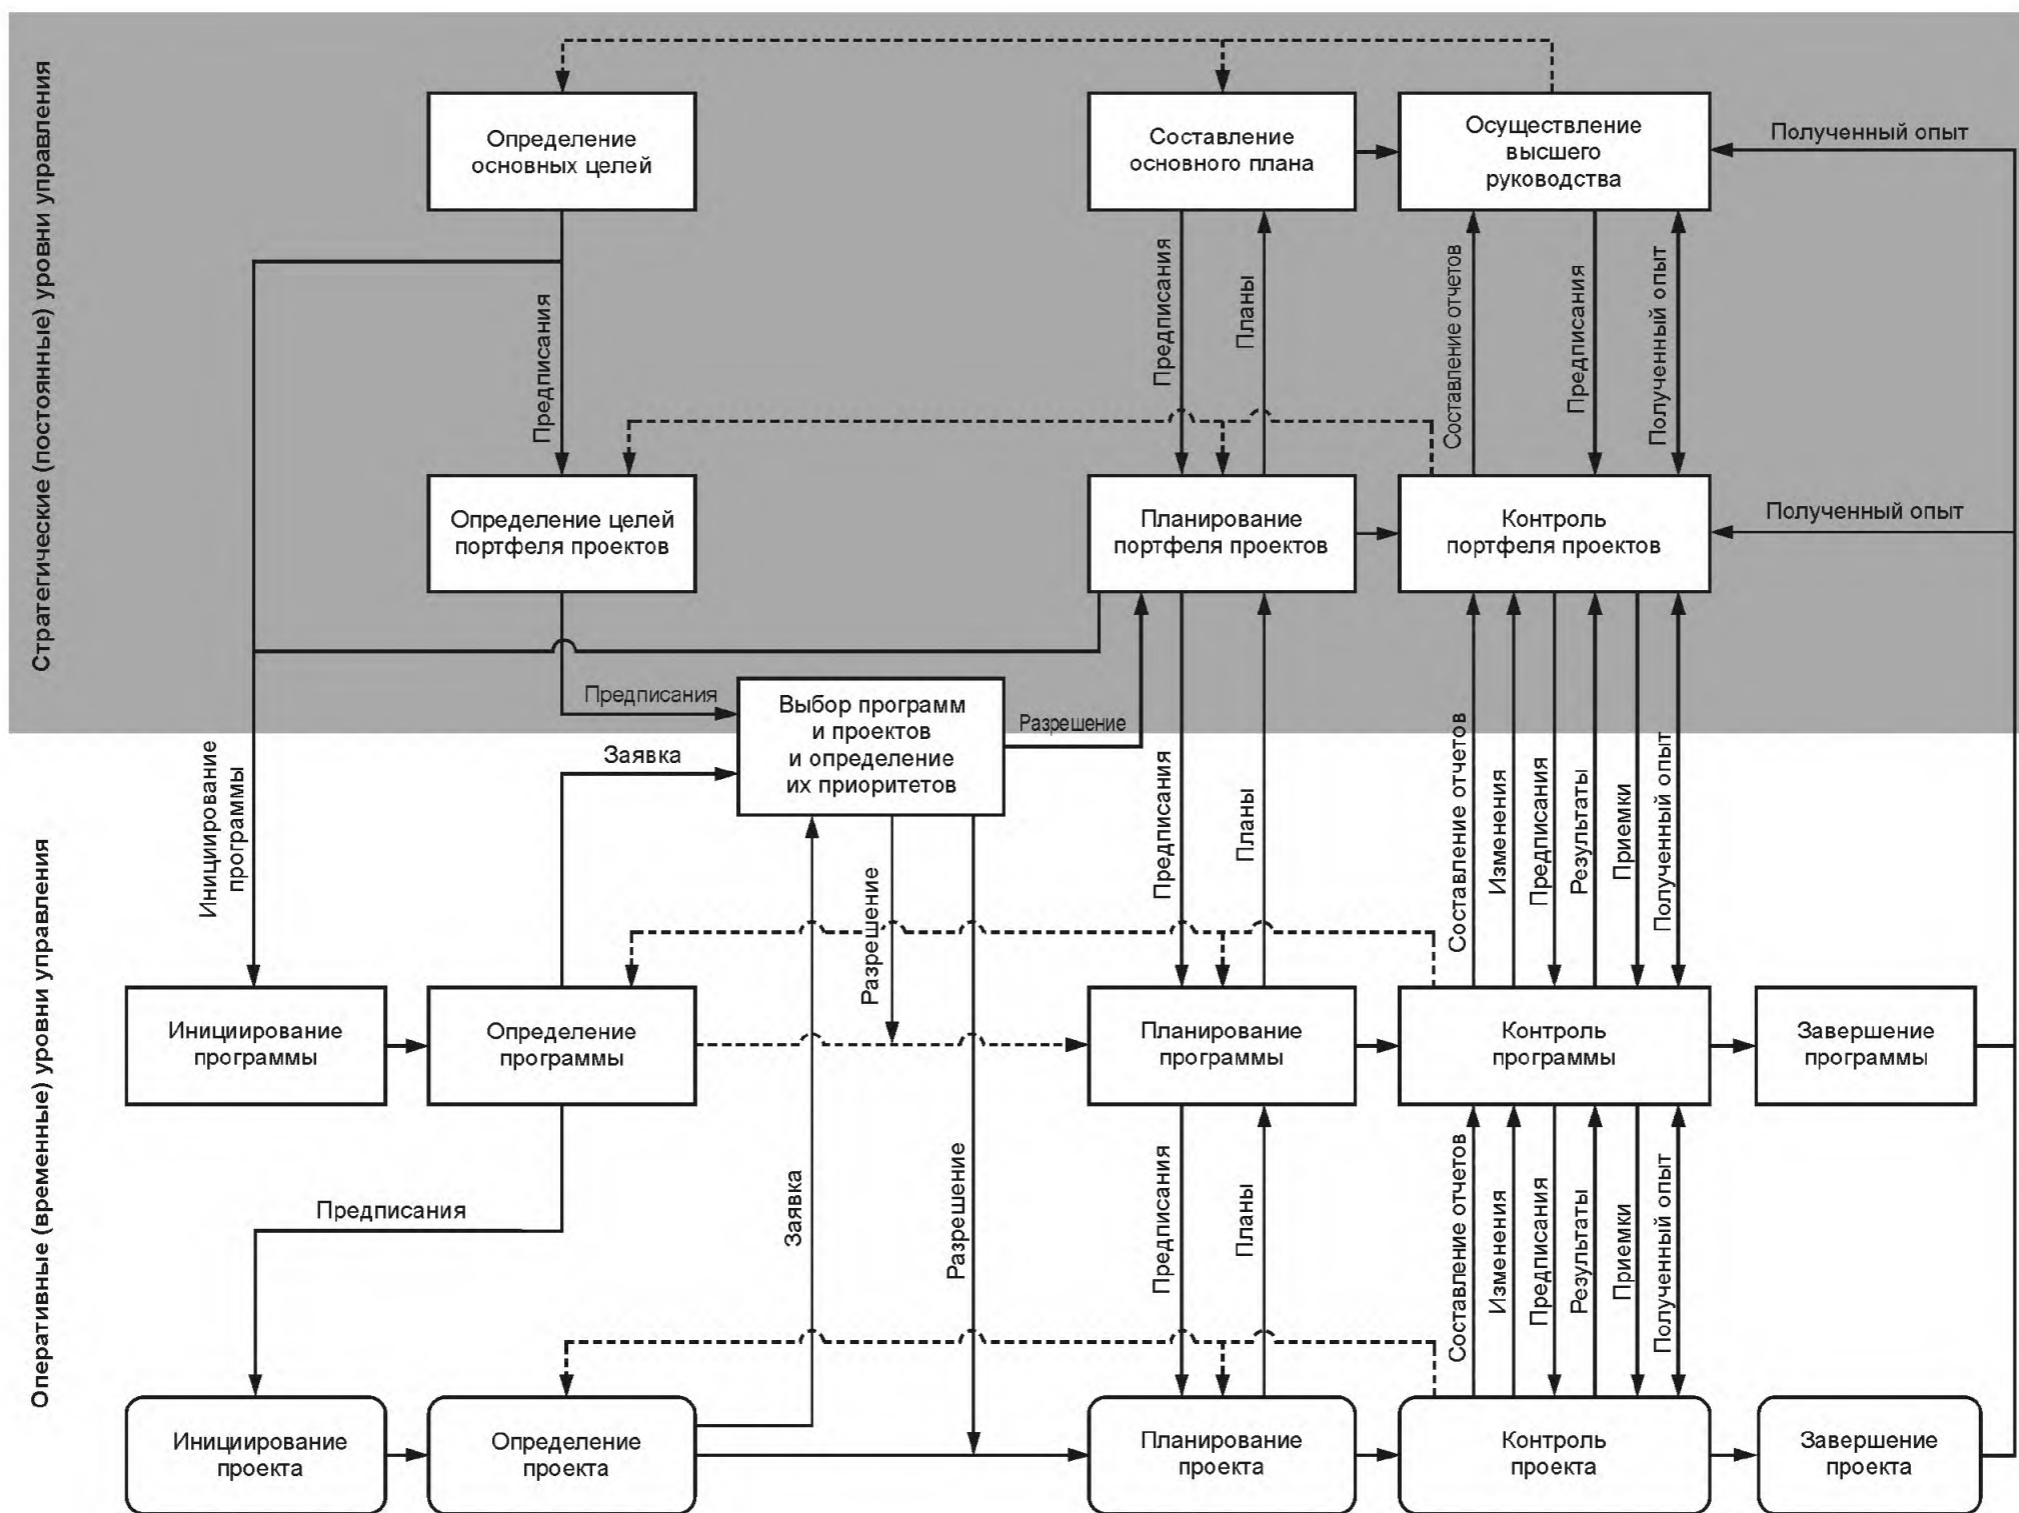 Стратегические (постоянные) уровни управления
Определение
основных целей
Составление
основного плана
Осуществление
высшего
руководства
Полученный опыт
Предписания
Предписания
Планы
Составление отчетов
Предписания
Полученный опыт
Определение целей
портфеля проектов
Планирование
портфеля проектов
Контроль
портфеля проектов
Полученный опыт
Предписания
Выбор программ
и проектов
и определение
их приоритетов
Разрешение
Заявка
Оперативные (временные) уровни управления
Инициирование
программы
Разрешение
Предписания
Планы
Составление отчетов
Изменения
Предписания
Результаты
Приемки
Полученный опыт
Инициирование
программы
Определение
программы
Планирование
программы
Контроль
программы
Завершение
программы
Предписания
Заявка
Разрешение
Предписания
Планы
Составление отчетов
Изменения
Предписания
Результаты
Приемки
Полученный опыт
Инициирование
проекта
Определение
проекта
Планирование
проекта
Контроль
проекта
Завершение
проекта